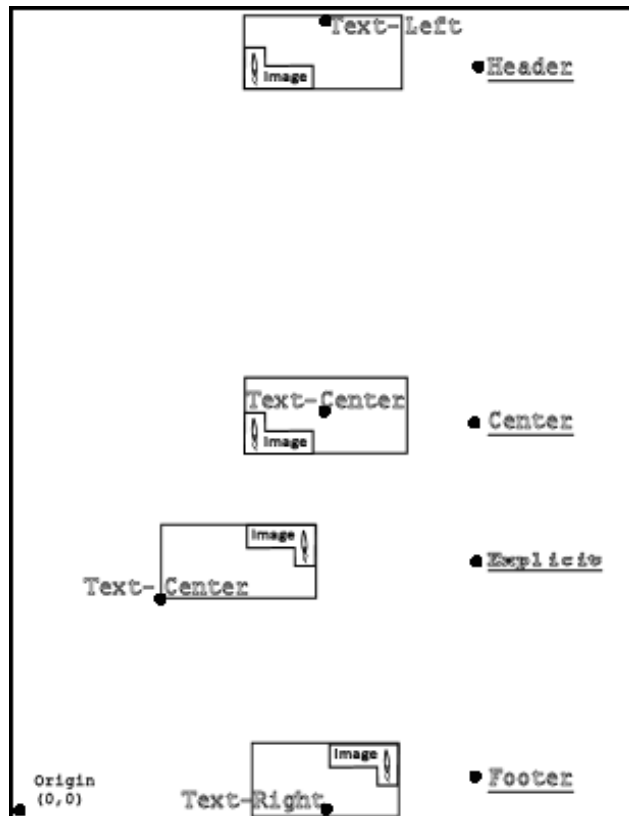 Text-Left
Header
Image
Text-Center
Center
Image
Image
Explicit
Text-Center
Image
Footer
Origin
(0,0)
Text-Right